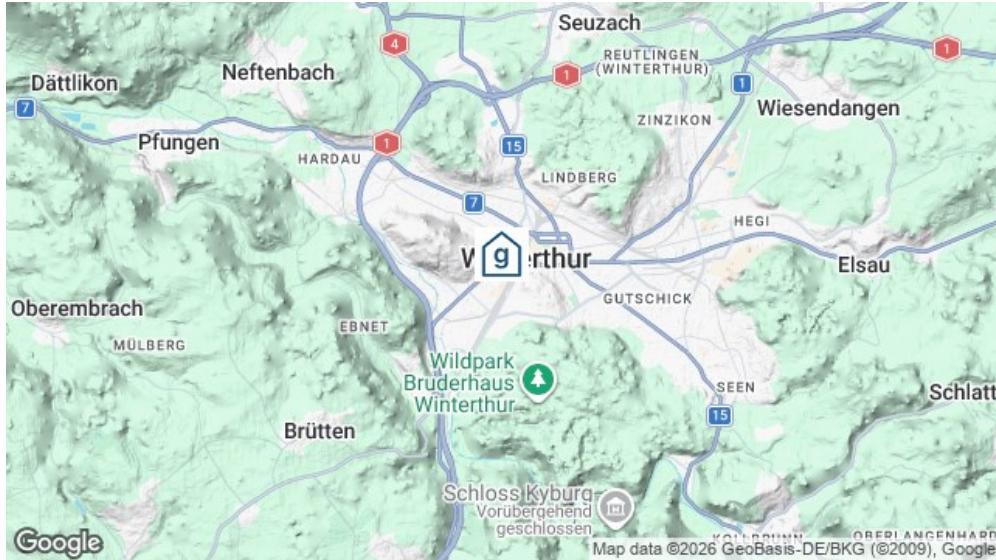 Seuzach
4
REUTLINGEN
(WINTERTHUR)
1
1
1
Dättlikon
Neftenbach
7
Wiesendangen
ZINZIKON
Pfungen
1
15
HARDAU
LINDBERG
7
HEGI
W
g
erthur
Elsau
GUTSCHICK
Oberembrach
EBNET
MÜLBERG
Wildpark
Bruderhaus
Winterthur
SEEN
Schlatt
15
Brütten
Schloss Kyburg
Vorübergehend
geschlossen
Google
Map data ©2026 GeoBasis-DE/BKG (©2009), Google